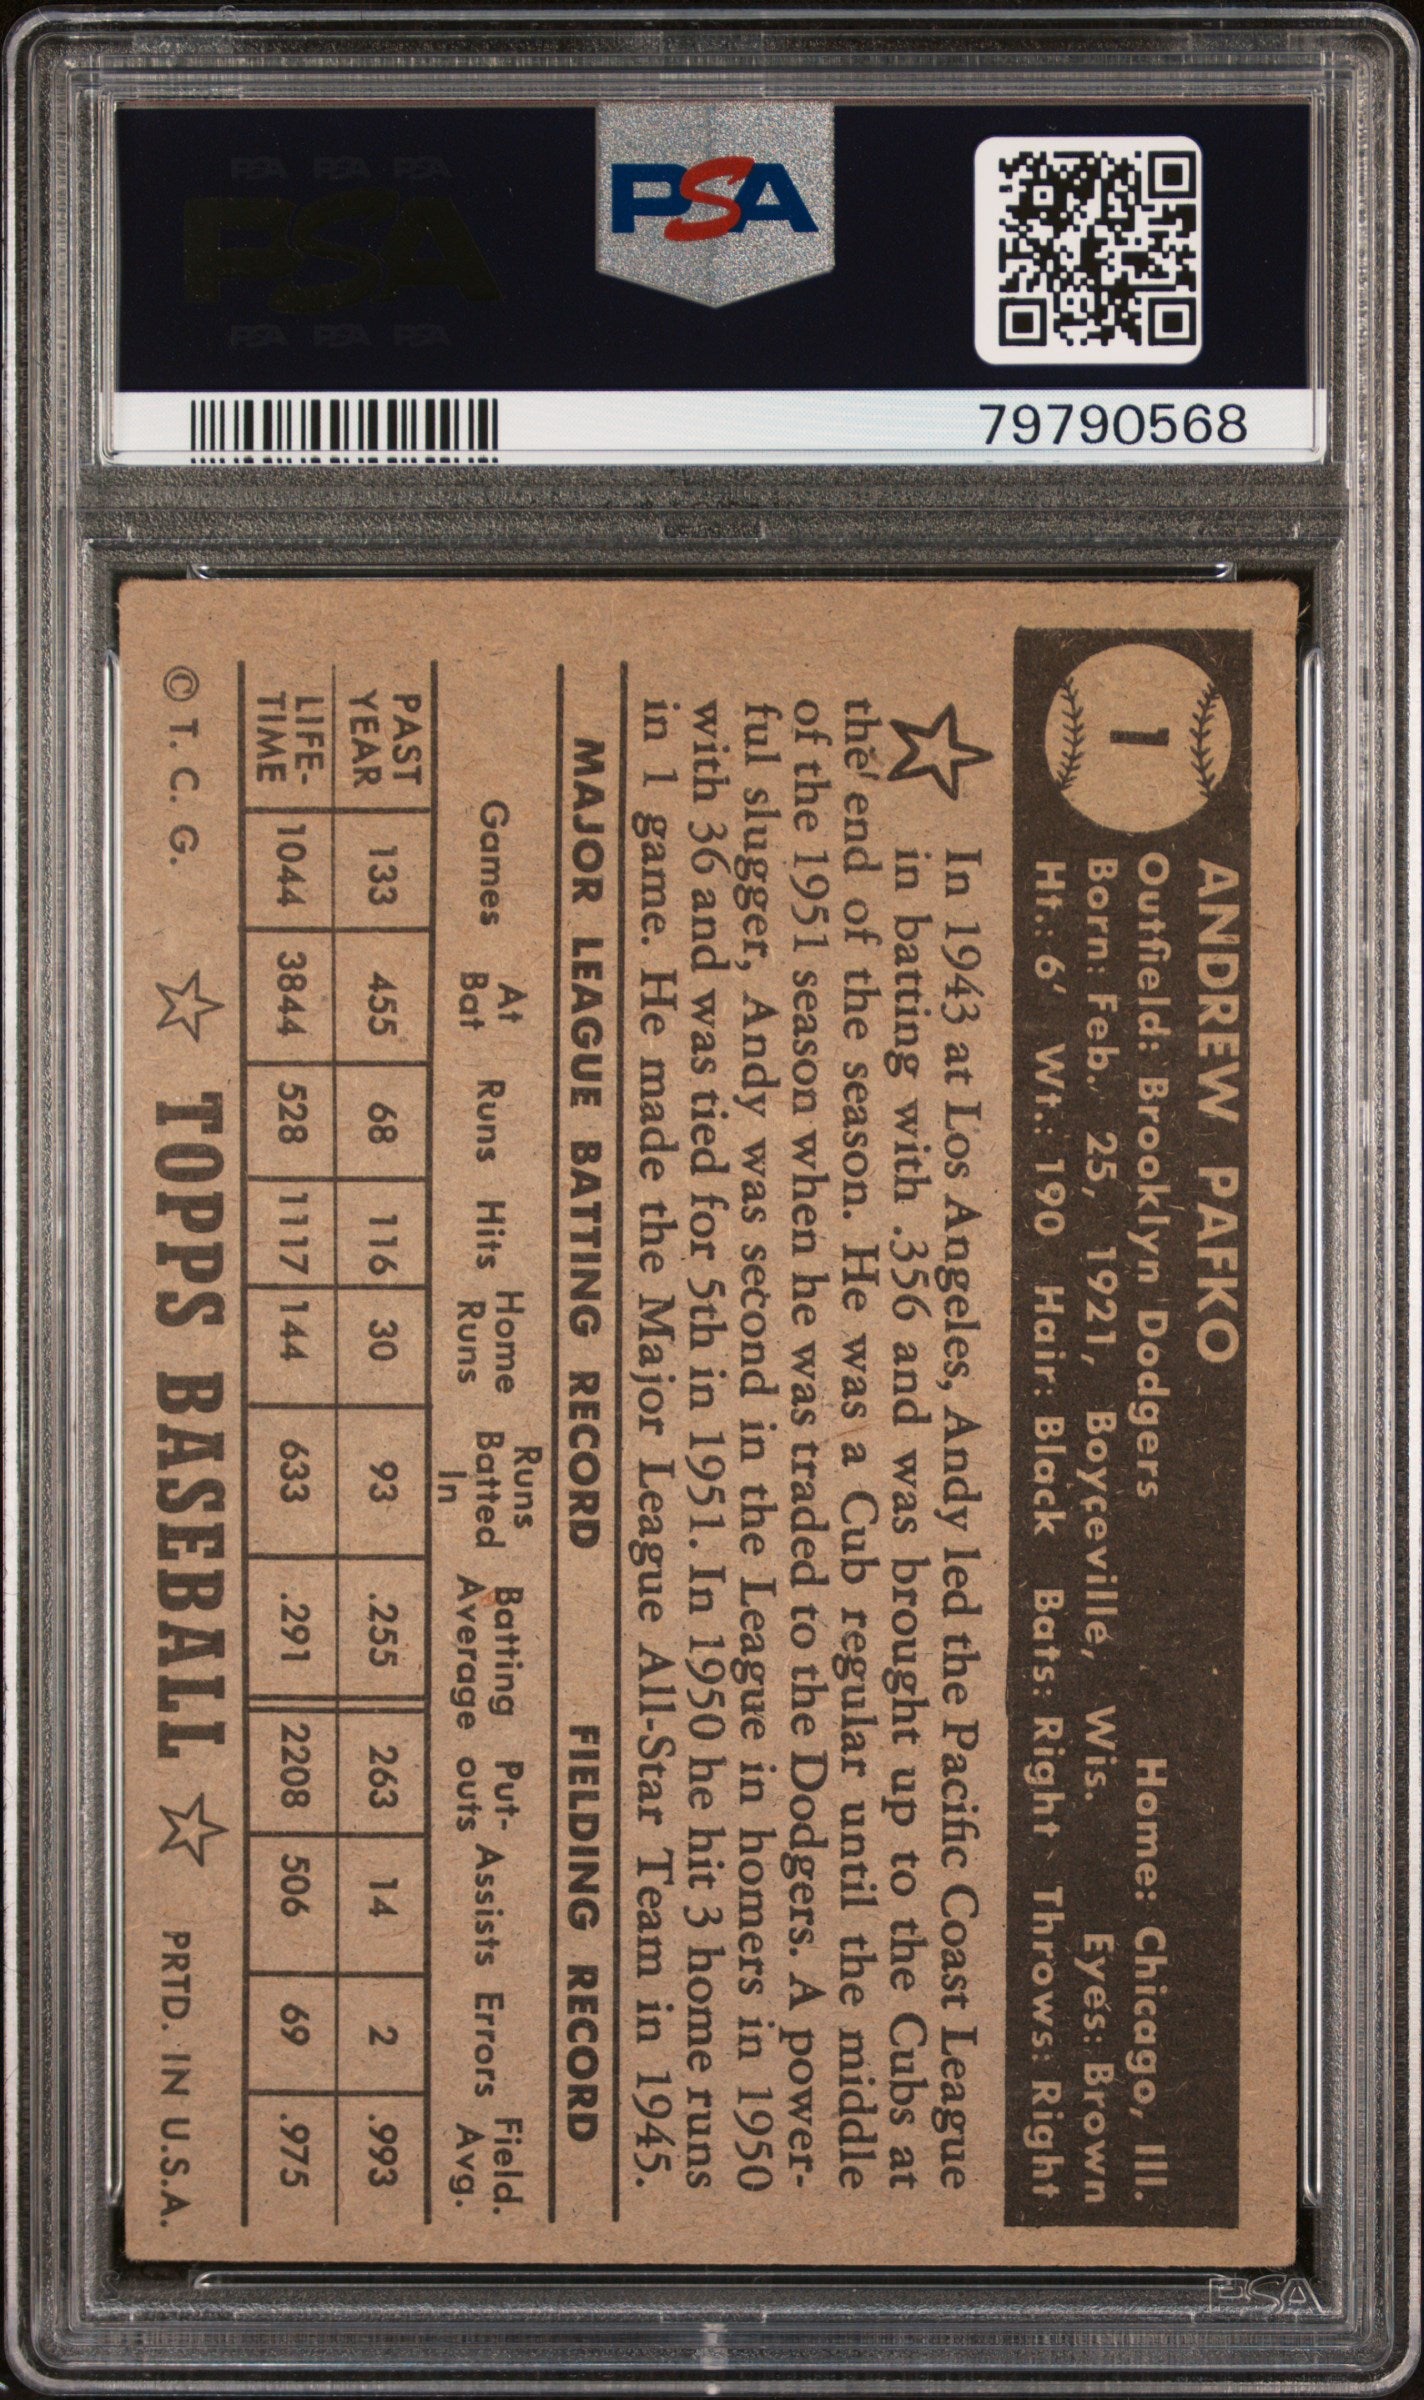 PSA PSA PSA
PSA
PSA PSA PSA
PSA
79790568
1
ANDREW PAFKO
Outfield: Brooklyn Dodgers Home: Chicago, Ill.
Born: Feb. 25, 1921, Boyceville, Wis. Eyes: Brown
Ht.: 6' Wt.: 190 Hair: Black Bats: Right Throws: Right
In 1943 at Los Angeles, Andy led the Pacific Coast League
in batting with .356 and was brought up to the Cubs at
the end of the season. He was a Cub regular until the middle
of the 1951 season when he was traded to the Dodgers. A power-
ful slugger, Andy was second in the League in homers in 1950
with 36 and was tied for 5th in 1951. In 1950 he hit 3 home runs
in 1 game. He made the Major League All-Star Team in 1945.
MAJOR LEAGUE BATTING RECORD FIELDING RECORD
Games At Bat Runs Hits Home Runs Runs Batted In Batting Average Put-outs Assists Errors Field. Avg.
PAST YEAR 133 455 68 116 30 93 .255 263 14 2 .993
LIFE-TIME 1044 3844 528 1117 144 633 .291 2208 506 69 .975
© T. C. G. ☆ TOPPS BASEBALL ☆ PRTD. IN U.S.A.
PSA